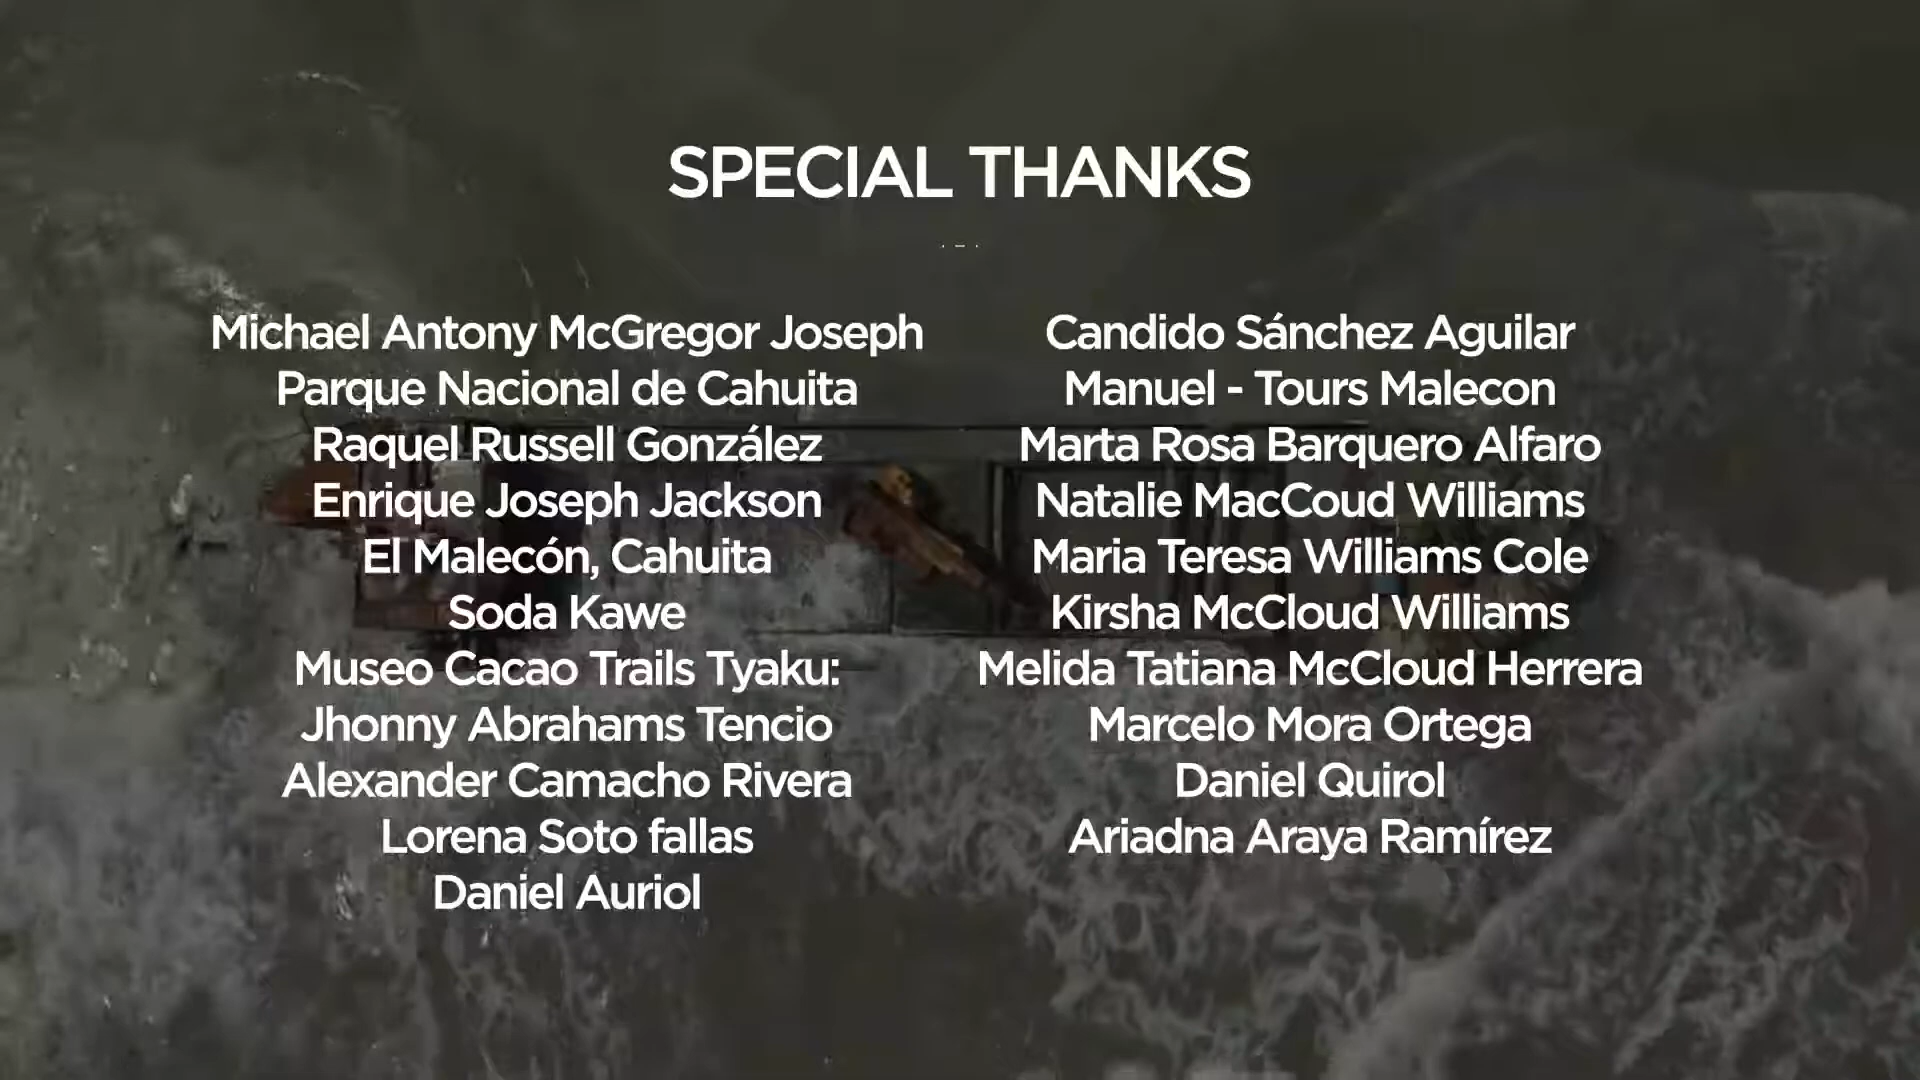 SPECIAL THANKS
Michael Antony McGregor Joseph
Parque Nacional de Cahuita
Raquel Russell González
Enrique Joseph Jackson
El Malecón, Cahuita
Soda Kawe
Museo Cacao Trails Tyaku:
Jhonny Abrahams Tencio
Alexander Camacho Rivera
Lorena Soto fallas
Daniel Auriol
Candido Sánchez Aguilar
Manuel - Tours Malecon
Marta Rosa Barquero Alfaro
Natalie MacCoud Williams
Maria Teresa Williams Cole
Kirsha McCloud Williams
Melida Tatiana McCloud Herrera
Marcelo Mora Ortega
Daniel Quirol
Ariadna Araya Ramírez